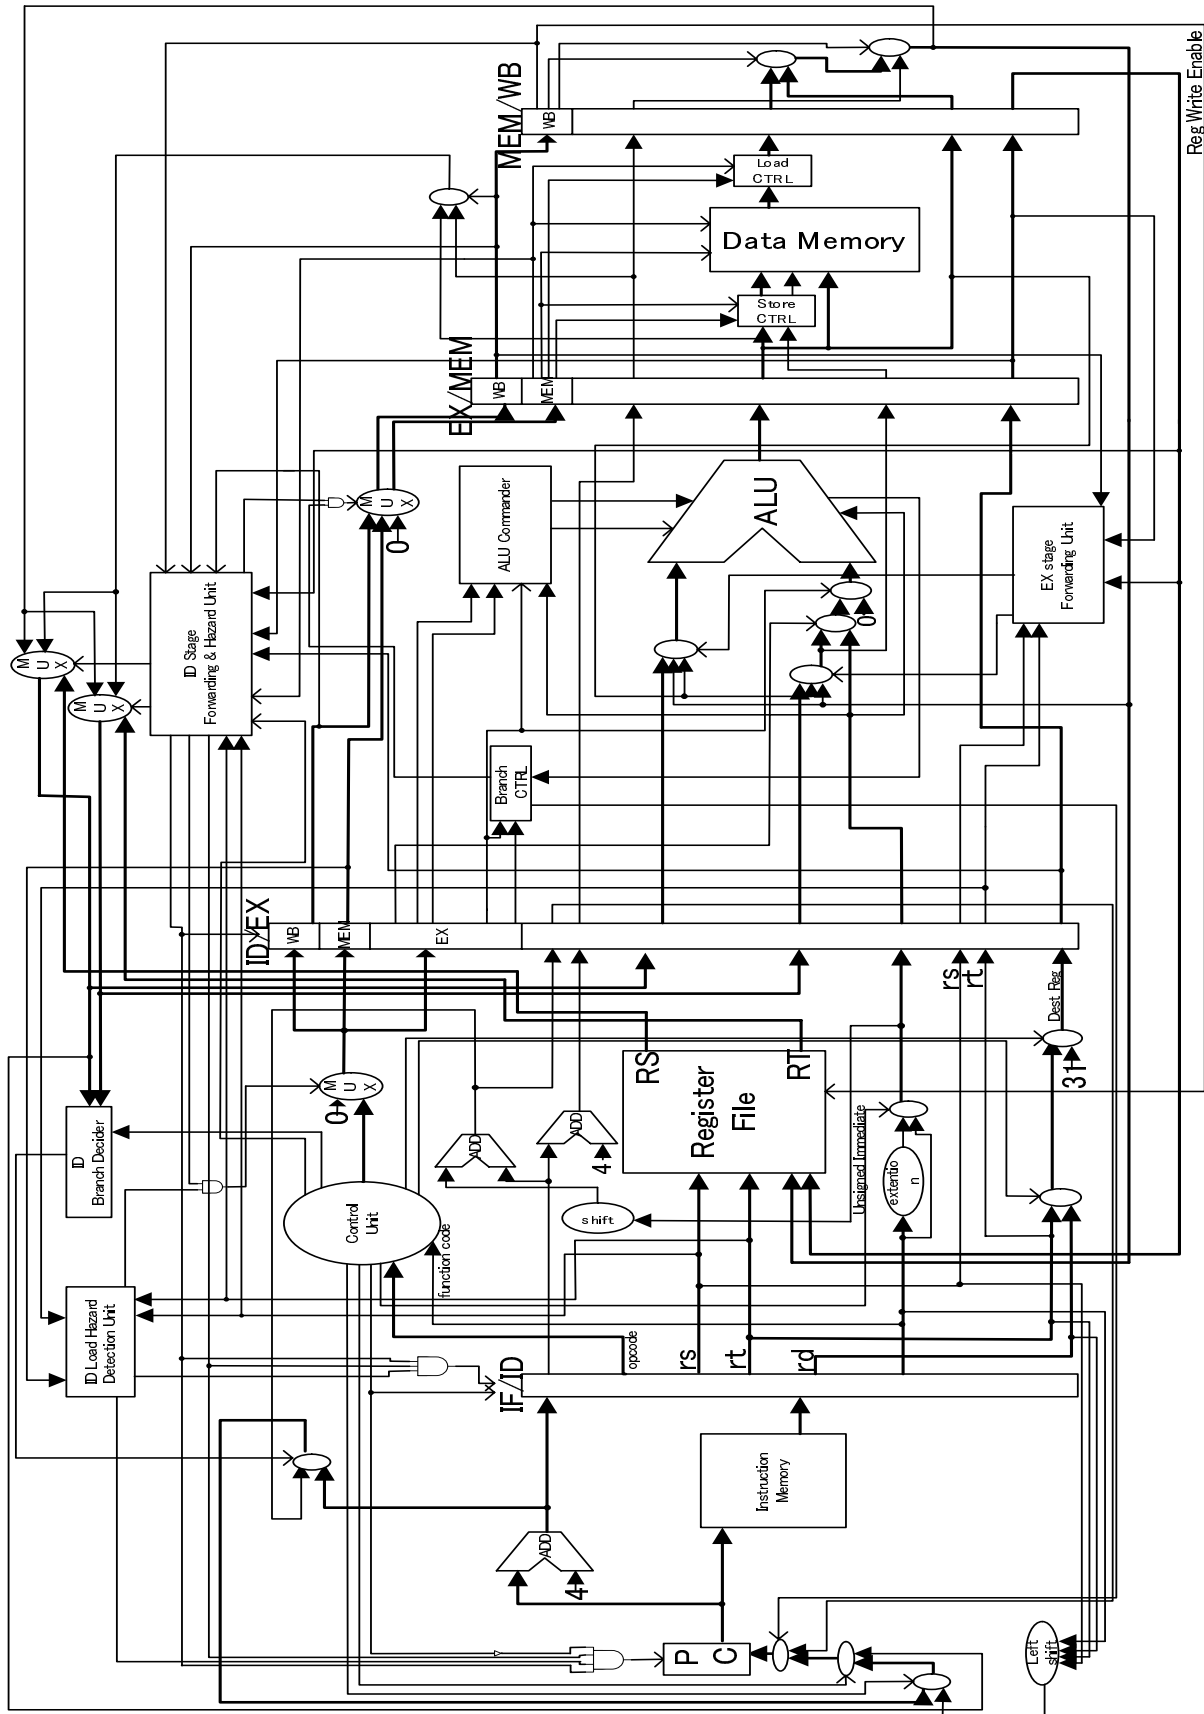 Reg Write Enable
MEM/WB
WB
Load
CTRL
Data Memory
Store
CTRL
EX/MEM
WB
MEM
M U X
0
ALU Commander
ALU
EX stage
Forwarding Unit
ID Stage
Forwarding & Hazard Unit
0
M U X
M U X
Branch
CTRL
ID/EX
WB
MEM
EX
rs
rt
Dest Reg
M U X
0
RS
RT
Register
File
31
ID
Branch Decider
ADD
ADD
4
Unsigned Immediate
extentio
n
Control
Unit
shift
function code
ID Load Hazard
Detection Unit
opcode
rs
rt
rd
IF/ID
Instruction
Memory
ADD
4
P C
Left
shift